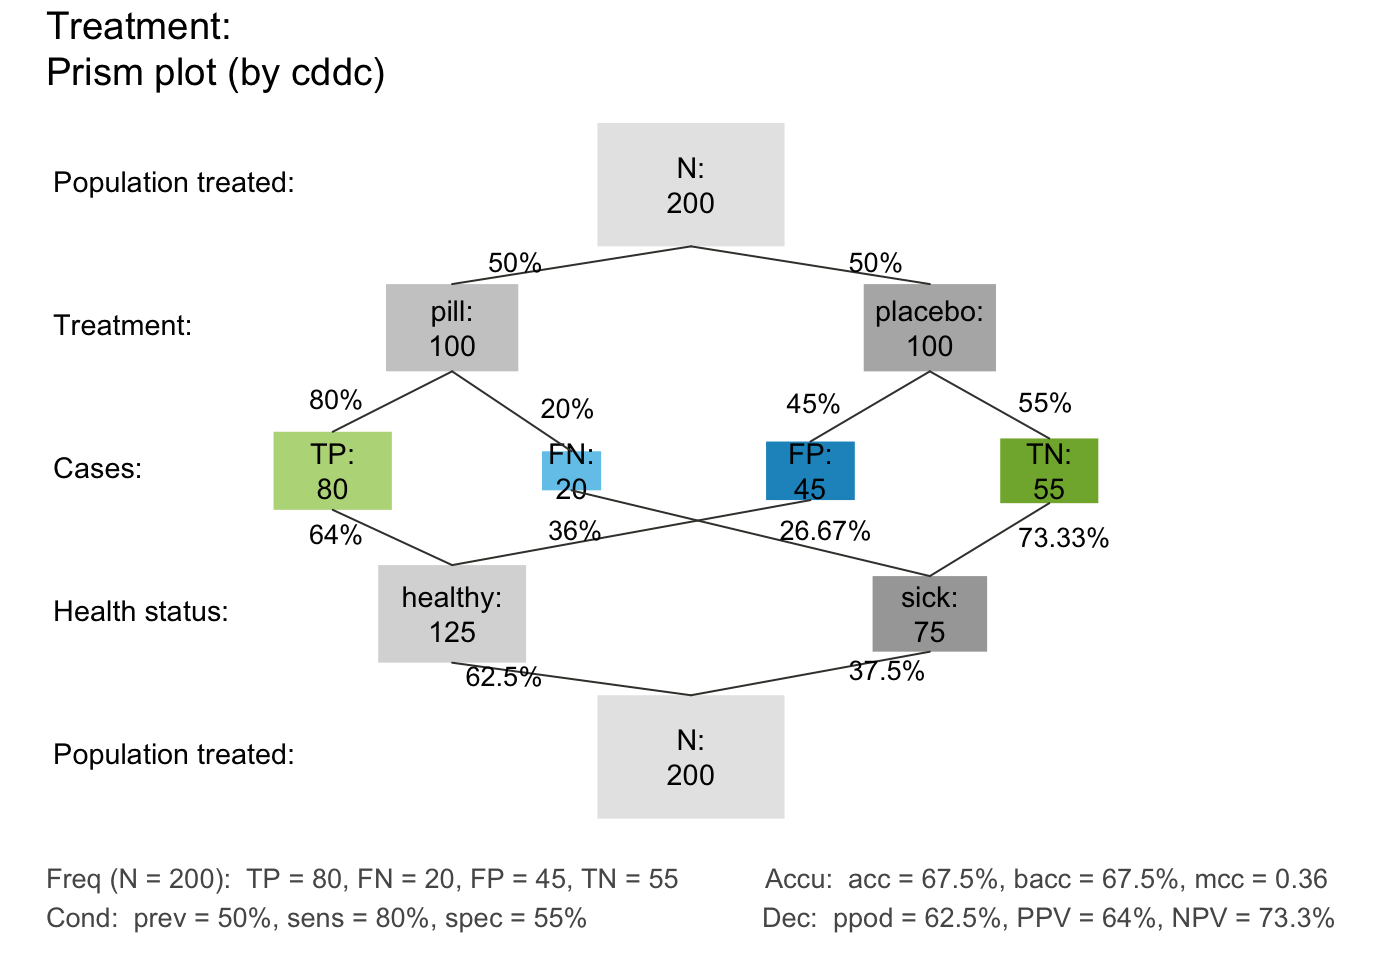 Treatment:
Prism plot (by cddc)
Population treated:
N:
200
50%
50%
Treatment:
pill:
100
placebo:
100
80%
20%
45%
55%
Cases:
TP:
80
FN:
20
FP:
45
TN:
55
64%
36%
26.67%
73.33%
Health status:
healthy:
125
sick:
75
62.5%
37.5%
Population treated:
N:
200
Freq (N = 200):  TP = 80, FN = 20, FP = 45, TN = 55
Accu:  acc = 67.5%, bacc = 67.5%, mcc = 0.36
Cond:  prev = 50%, sens = 80%, spec = 55%
Dec:  ppod = 62.5%, PPV = 64%, NPV = 73.3%